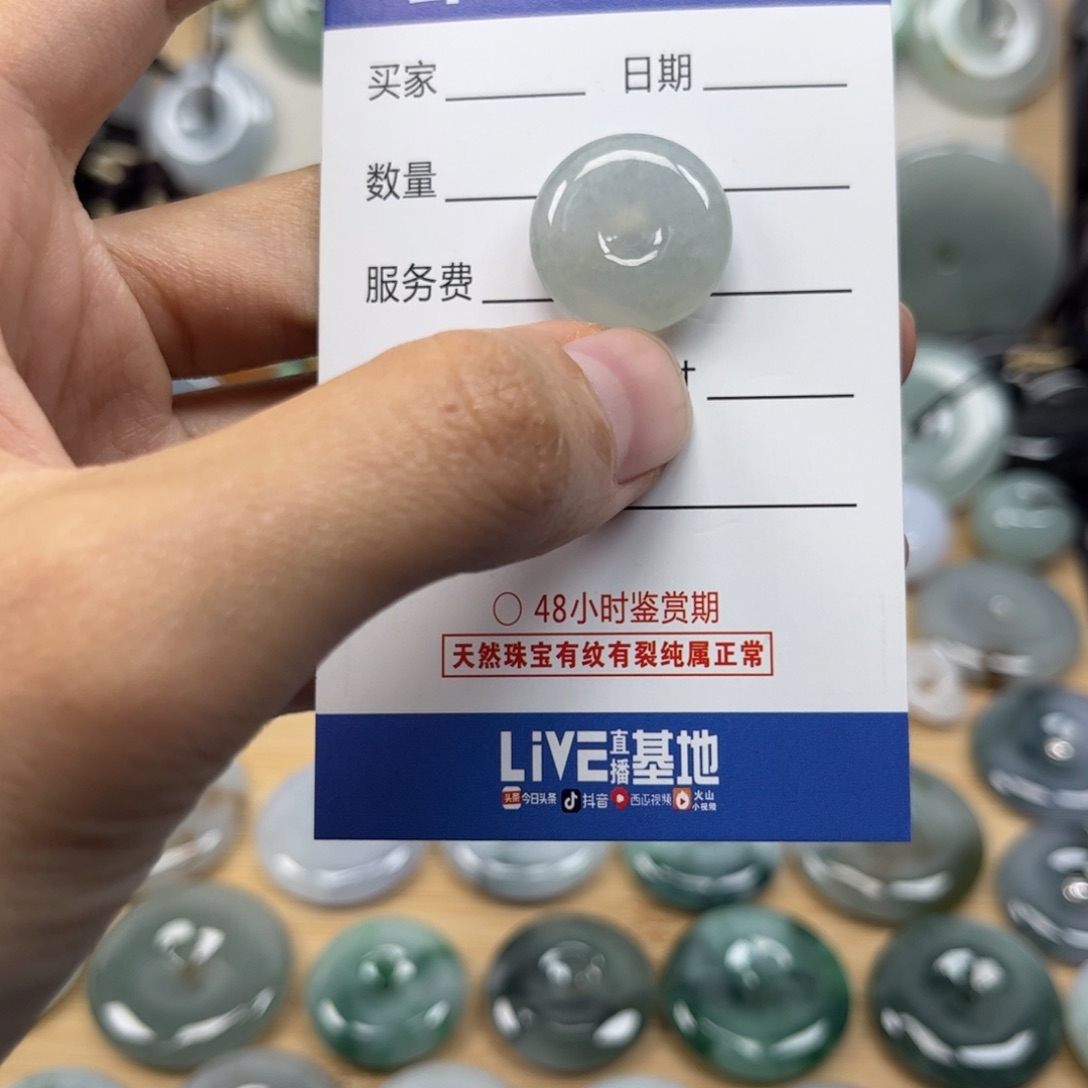 买家 日期
数量
服务费
48小时鉴赏期
天然珠宝有纹有裂纯属正常
LiVE直播基地
头条 今日头条 抖音 西瓜视频 火山小视频